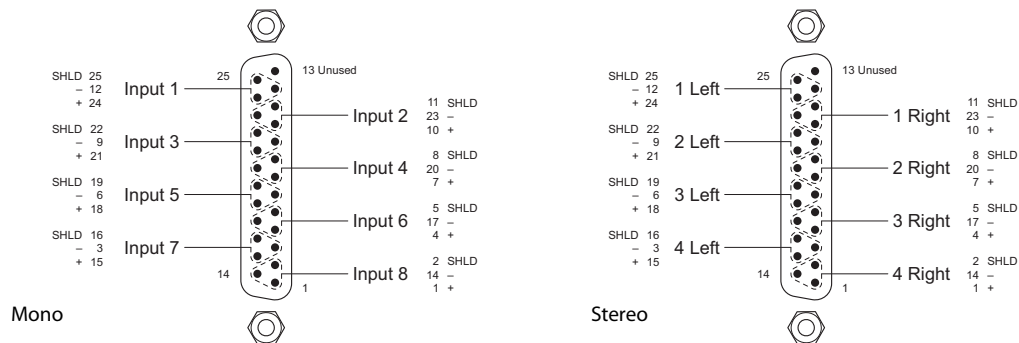 25
13 Unused
SHLD 25
– 12
+ 24
Input 1
11 SHLD
23 –
10 +
Input 2
SHLD 22
– 9
+ 21
Input 3
8 SHLD
20 –
7 +
Input 4
SHLD 19
– 6
+ 18
Input 5
5 SHLD
17 –
4 +
Input 6
SHLD 16
– 3
+ 15
Input 7
2 SHLD
14 –
1 +
Input 8
14
1
Mono
25
13 Unused
SHLD 25
– 12
+ 24
1 Left
11 SHLD
23 –
10 +
1 Right
SHLD 22
– 9
+ 21
2 Left
8 SHLD
20 –
7 +
2 Right
SHLD 19
– 6
+ 18
3 Left
5 SHLD
17 –
4 +
3 Right
SHLD 16
– 3
+ 15
4 Left
2 SHLD
14 –
1 +
4 Right
14
1
Stereo